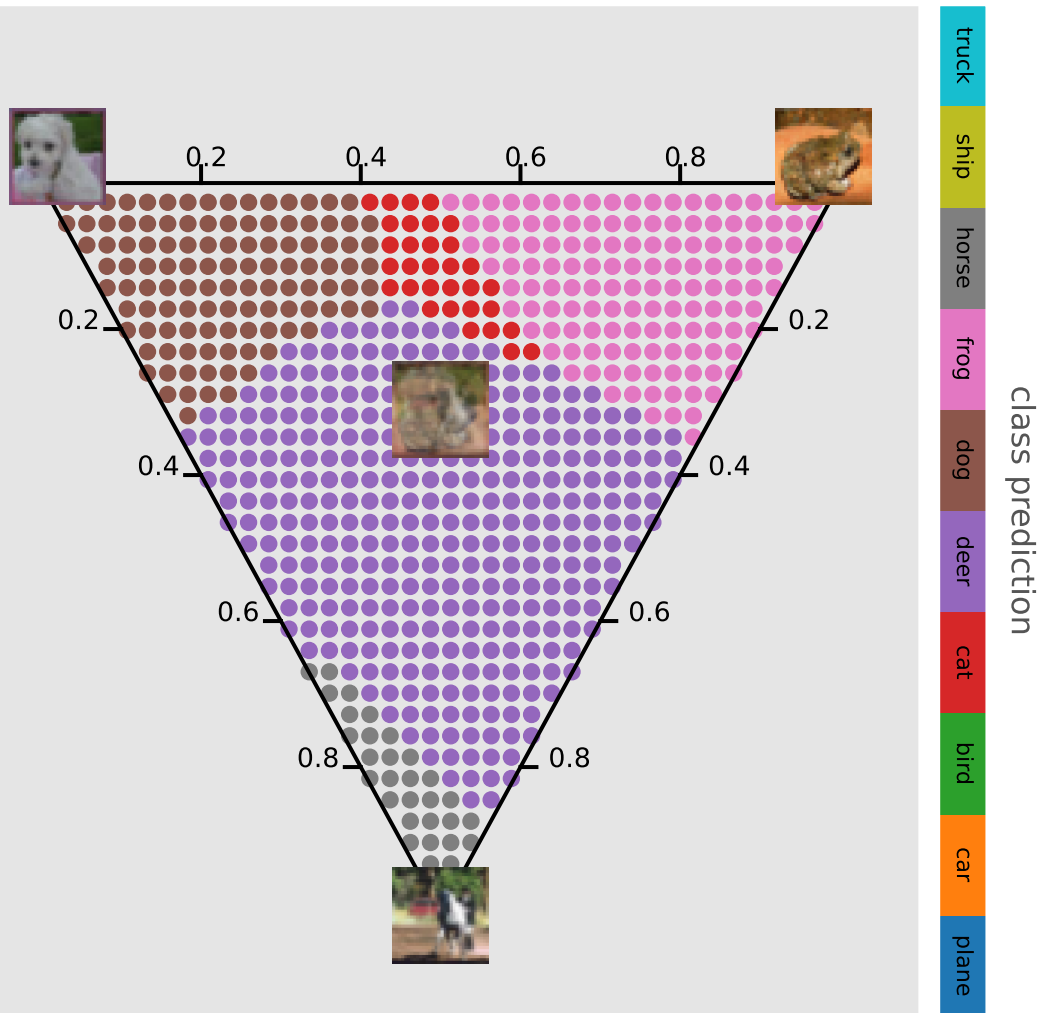 0.2 0.4 0.6 0.8
0.2 0.2
0.4 0.4
0.6 0.6
0.8 0.8
truck
ship
horse
frog
dog
deer
cat
bird
car
plane
class prediction